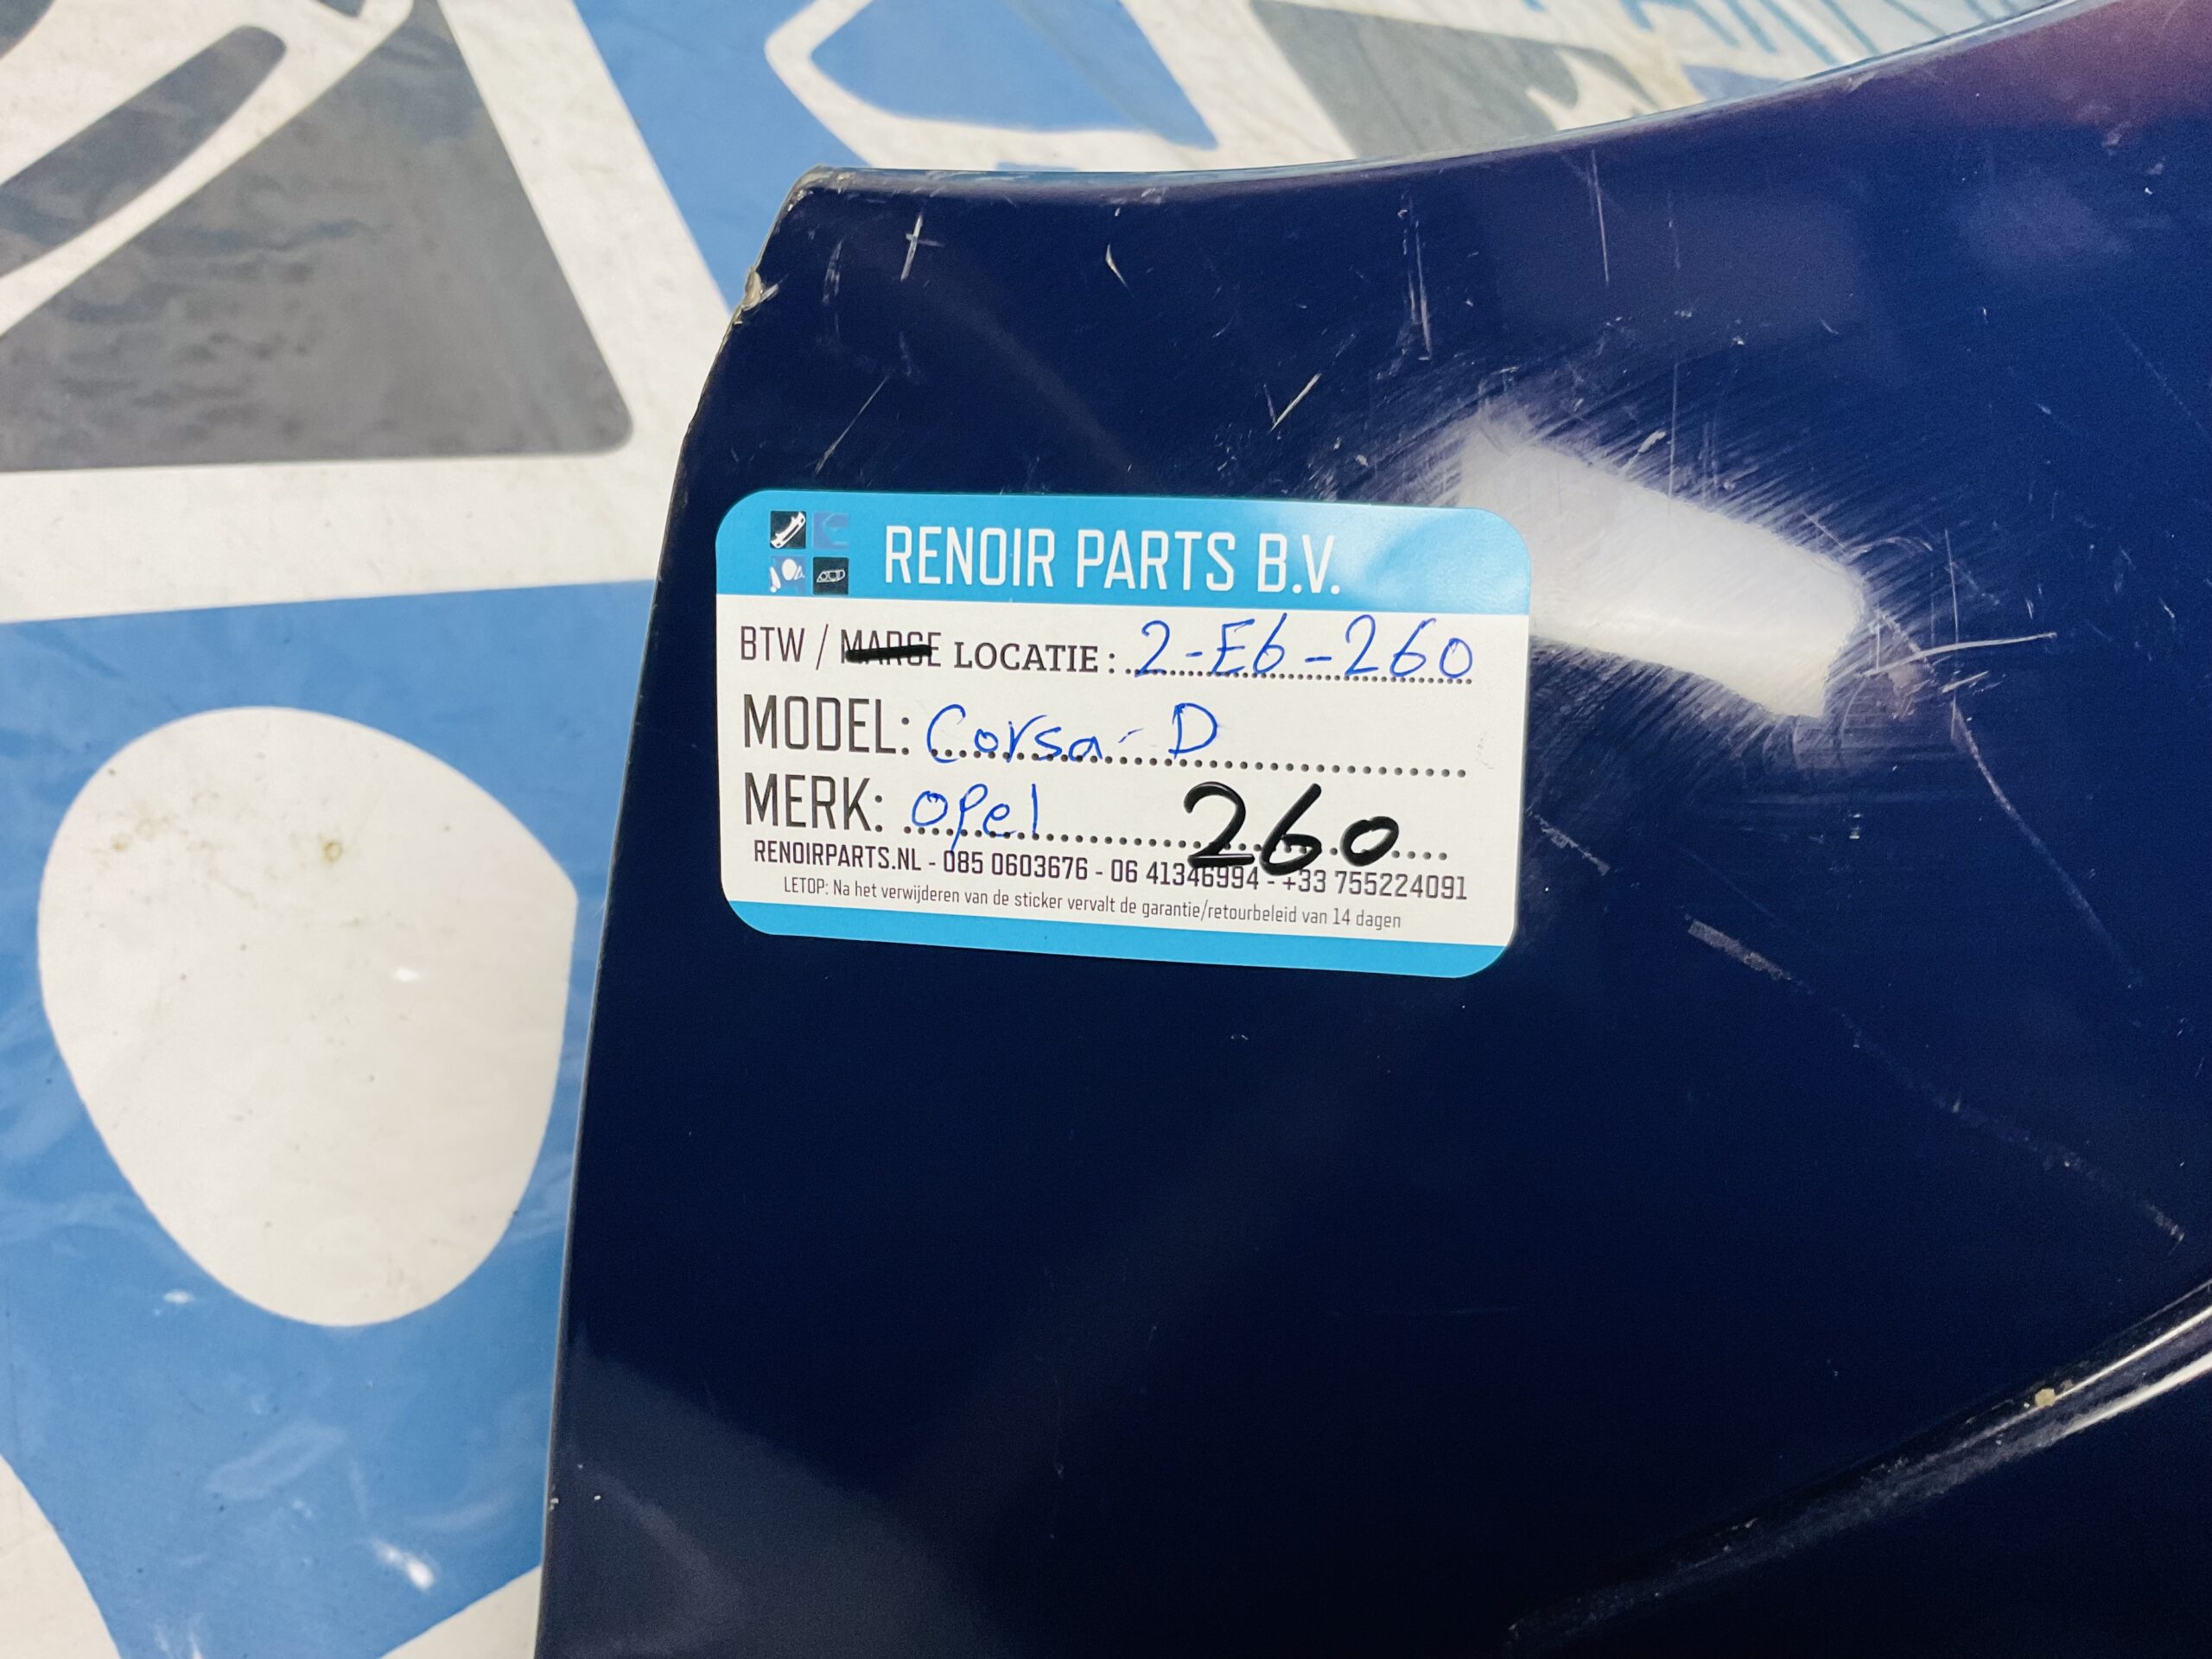 RENOIR PARTS B.V.
BTW / MARGE LOCATIE: 2-E6-260
MODEL: Corsa-D
MERK: opel 260
RENOIRPARTS.NL - 085 0603676 - 06 41346994 - +33 755224091
LETOP: Na het verwijderen van de sticker vervalt de garantie/retourbeleid van 14 dagen